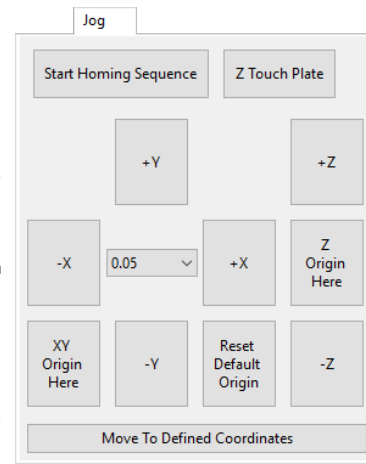 Jog
Start Homing Sequence
Z Touch Plate
+Y
+Z
-X
0.05
+X
Z
Origin
Here
XY
Origin
Here
-Y
Reset
Default
Origin
-Z
Move To Defined Coordinates